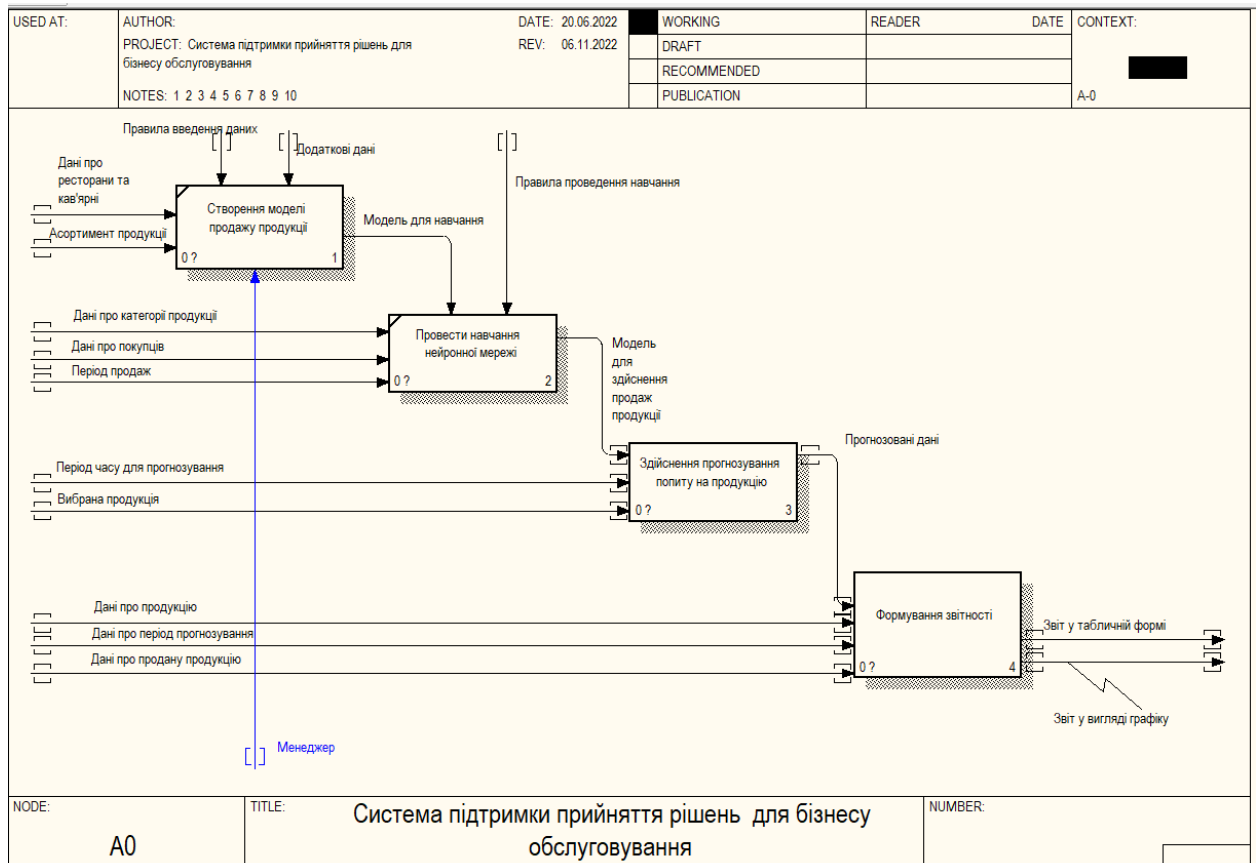 USED AT:
AUTHOR:
DATE: 20.06.2022
WORKING
READER
DATE
CONTEXT:
PROJECT: Система підтримки прийняття рішень для
бізнесу обслуговування
REV: 06.11.2022
DRAFT
RECOMMENDED
NOTES: 1 2 3 4 5 6 7 8 9 10
PUBLICATION
A-0
Правила введення даних
Додаткові дані
Дані про
ресторани та
кав'ярні
Правила проведення навчання
Створення моделі
продажу продукції
0 ?
1
Модель для навчання
Асортимент продукції
Дані про категорії продукції
Дані про покупців
Період продаж
Провести навчання
нейронної мережі
0 ?
2
Модель
для
здйснення
продаж
продукції
Прогнозовані дані
Період часу для прогнозування
Вибрана продукція
Здійснення прогнозування
попиту на продукцію
0 ?
3
Дані про продукцію
Дані про період прогнозування
Дані про продану продукцію
Формування звітності
0 ?
4
Звіт у табличній формі
Звіт у вигляді графіку
Менеджер
NODE:
A0
TITLE:
Система підтримки прийняття рішень для бізнесу
обслуговування
NUMBER: